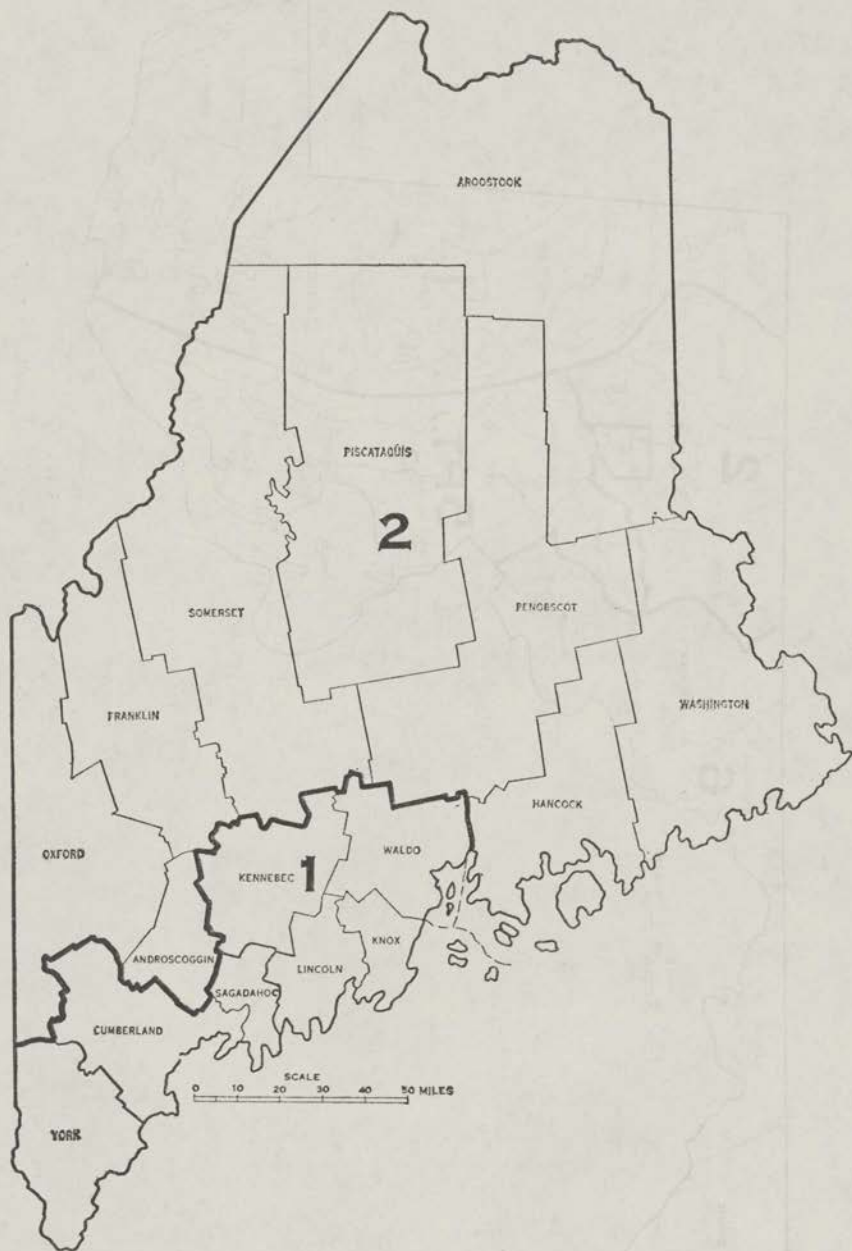 AROOSTOOK
PISCATAQUIS
2
SOMERSET
PENOBSCOT
FRANKLIN
WASHINGTON
HANCOCK
OXFORD
WALDO
KENNEBEC
1
KNOX
ANDROSCOGGIN
LINCOLN
SAGADAHOC
CUMBERLAND
SCALE
0 10 20 30 40 50 MILES
YORK